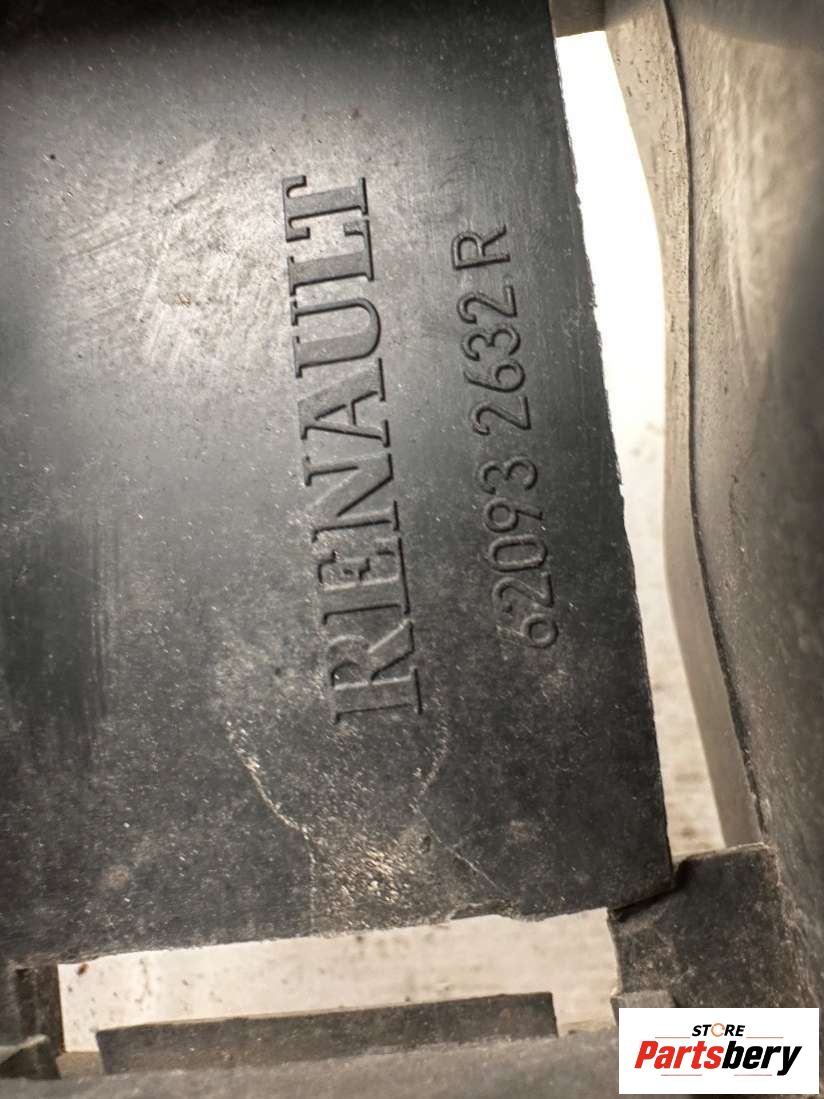 RENAULT
62093 2632 R
STORE
Partsbery